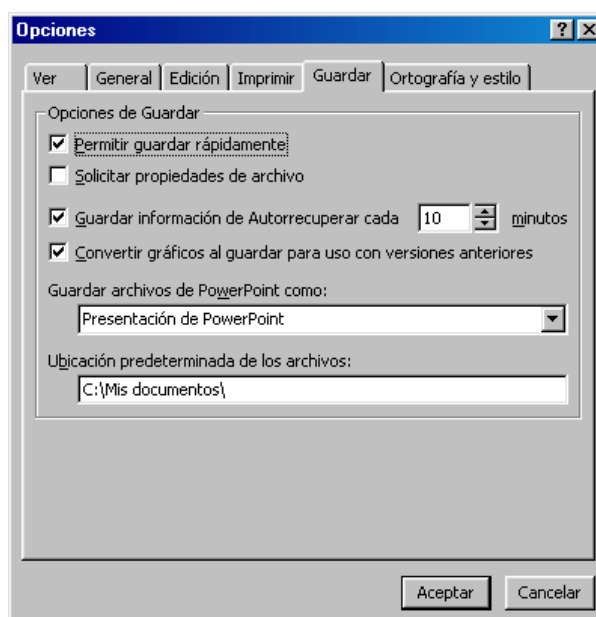 Opciones
Ver General Edición Imprimir Guardar Ortografía y estilo
Opciones de Guardar
Permitir guardar rápidamente
Solicitar propiedades de archivo
Guardar información de Autorrecuperar cada 10 minutos
Convertir gráficos al guardar para uso con versiones anteriores
Guardar archivos de PowerPoint como:
Presentación de PowerPoint
Ubicación predeterminada de los archivos:
C:\Mis documentos\
Aceptar Cancelar